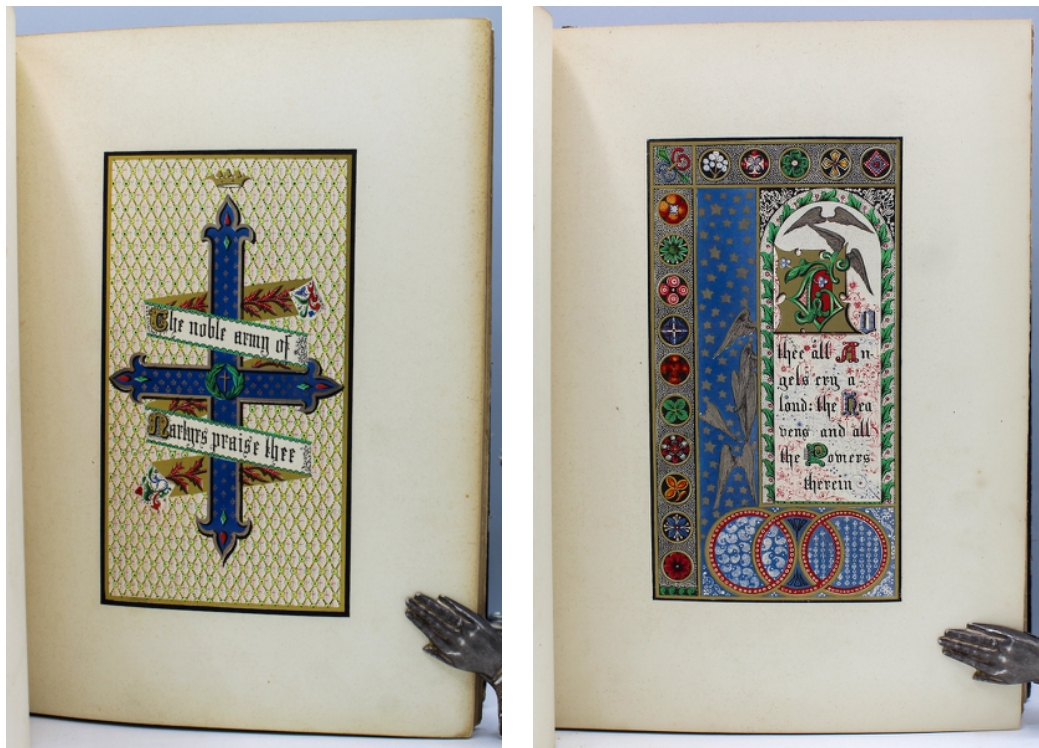 The noble army of
Martyrs praise thee
To
thee all An-
gels cry a
loud: the Hea
vens and all
the Powers
therein